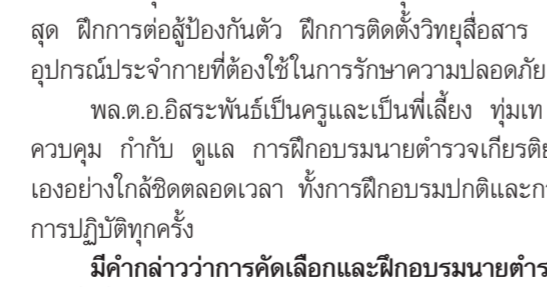 สุด ฝึกการต่อสู้ป้องกันตัว ฝึกการติดตั้งวิทยุสื่อสาร
อุปกรณ์ประจำกายที่ต้องใช้ในการรักษาความปลอดภัย
พล.ต.อ.อิสระพันธ์เป็นครูและเป็นพี่เลี้ยง ทุ่มเท
ควบคุม กำกับ ดูแล การฝึกอบรมนายตำรวจเกียรติย
เองอย่างใกล้ชิดตลอดเวลา ทั้งการฝึกอบรมปกติและกา
การปฏิบัติทุกครั้ง
มีคำกล่าวว่าการคัดเลือกและฝึกอบรมนายตำร